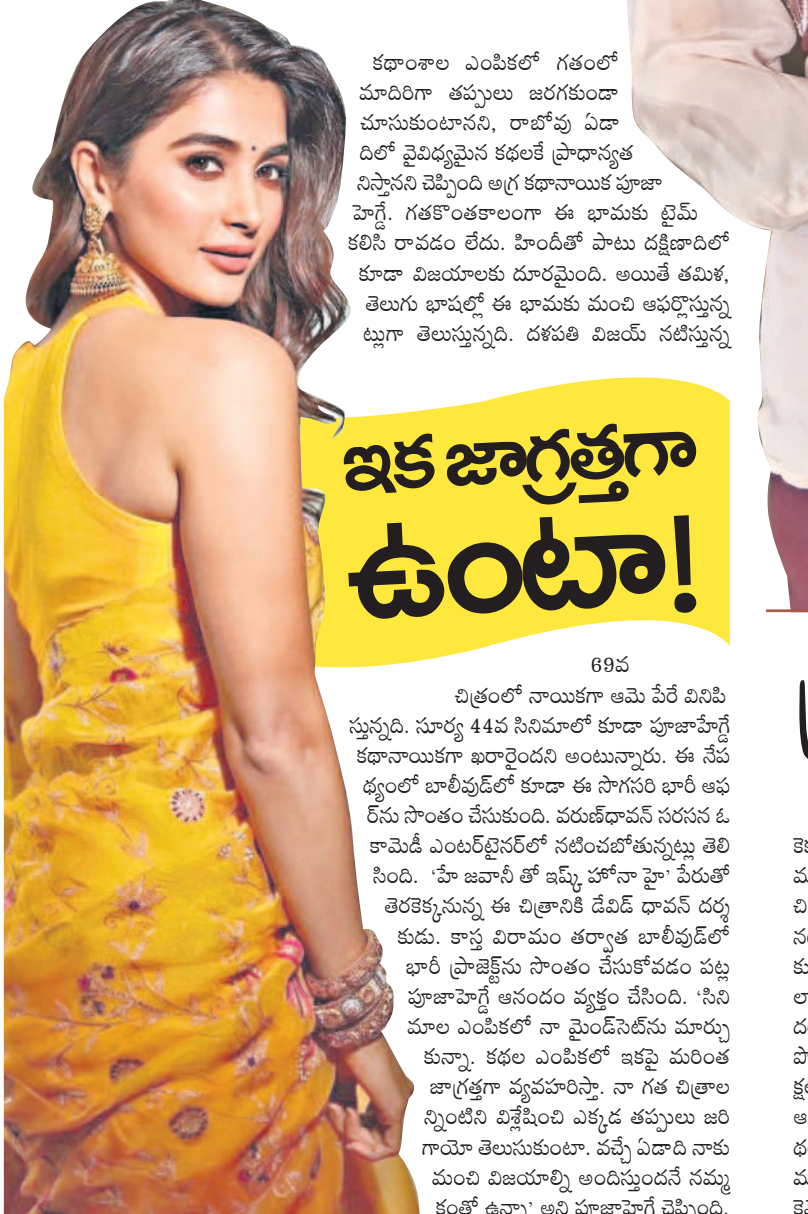 కథాంశాల ఎంపికలో గతంలో
మాదిరిగా తప్పులు జరగకుండా
చూసుకుంటానని, రాబోవు ఏడా
దిలో వైవిధ్యమైన కథలకే ప్రాధాన్యత
నిస్తానని చెప్పింది అగ్ర కథానాయిక పూజా
హెగ్డే. గతకొంతకాలంగా ఈ భామకు టైమ్
కలిసి రావడం లేదు. హిందీతో పాటు దక్షిణాదిలో
కూడా విజయాలకు దూరమైంది. అయితే తమిళ,
తెలుగు భాషల్లో ఈ భామకు మంచి ఆఫర్లొస్తున్న
ట్లుగా తెలుస్తున్నది. దళపతి విజయ్ నటిస్తున్న
ఇక జాగ్రత్తగా
ఉంటా!
69వ
చిత్రంలో నాయికగా ఆమె పేరే వినిపి
స్తున్నది. సూర్య 44వ సినిమాలో కూడా పూజాహేగ్డే
కథానాయికగా ఖరారైందని అంటున్నారు. ఈ నేప
థ్యంలో బాలీవుడ్‌లో కూడా ఈ సొగసరి భారీ ఆఫ
ర్‌ను సొంతం చేసుకుంది. వరుణ్‌ధావన్ సరసన ఓ
కామెడీ ఎంటర్‌టైనర్‌లో నటించబోతున్నట్లు తెలి
సింది. ‘హే జవానీ తో ఇష్క్ హోనా హై’ పేరుతో
తెరకెక్కనున్న ఈ చిత్రానికి డేవిడ్ ధావన్ దర్శ
కుడు. కాస్త విరామం తర్వాత బాలీవుడ్‌లో
భారీ ప్రాజెక్ట్‌ను సొంతం చేసుకోవడం పట్ల
పూజాహెగ్డే ఆనందం వ్యక్తం చేసింది. ‘సిని
మాల ఎంపికలో నా మైండ్‌సెట్‌ను మార్చు
కున్నా. కథల ఎంపికలో ఇకపై మరింత
జాగ్రత్తగా వ్యవహరిస్తా. నా గత చిత్రాల
న్నింటిని విశ్లేషించి ఎక్కడ తప్పులు జరి
గాయో తెలుసుకుంటా. వచ్చే ఏడాది నాకు
మంచి విజయాల్ని అందిస్తుందనే నమ్మ
కంతో ఉన్నా’ అని పూజాహెగ్డే చెప్పింది.